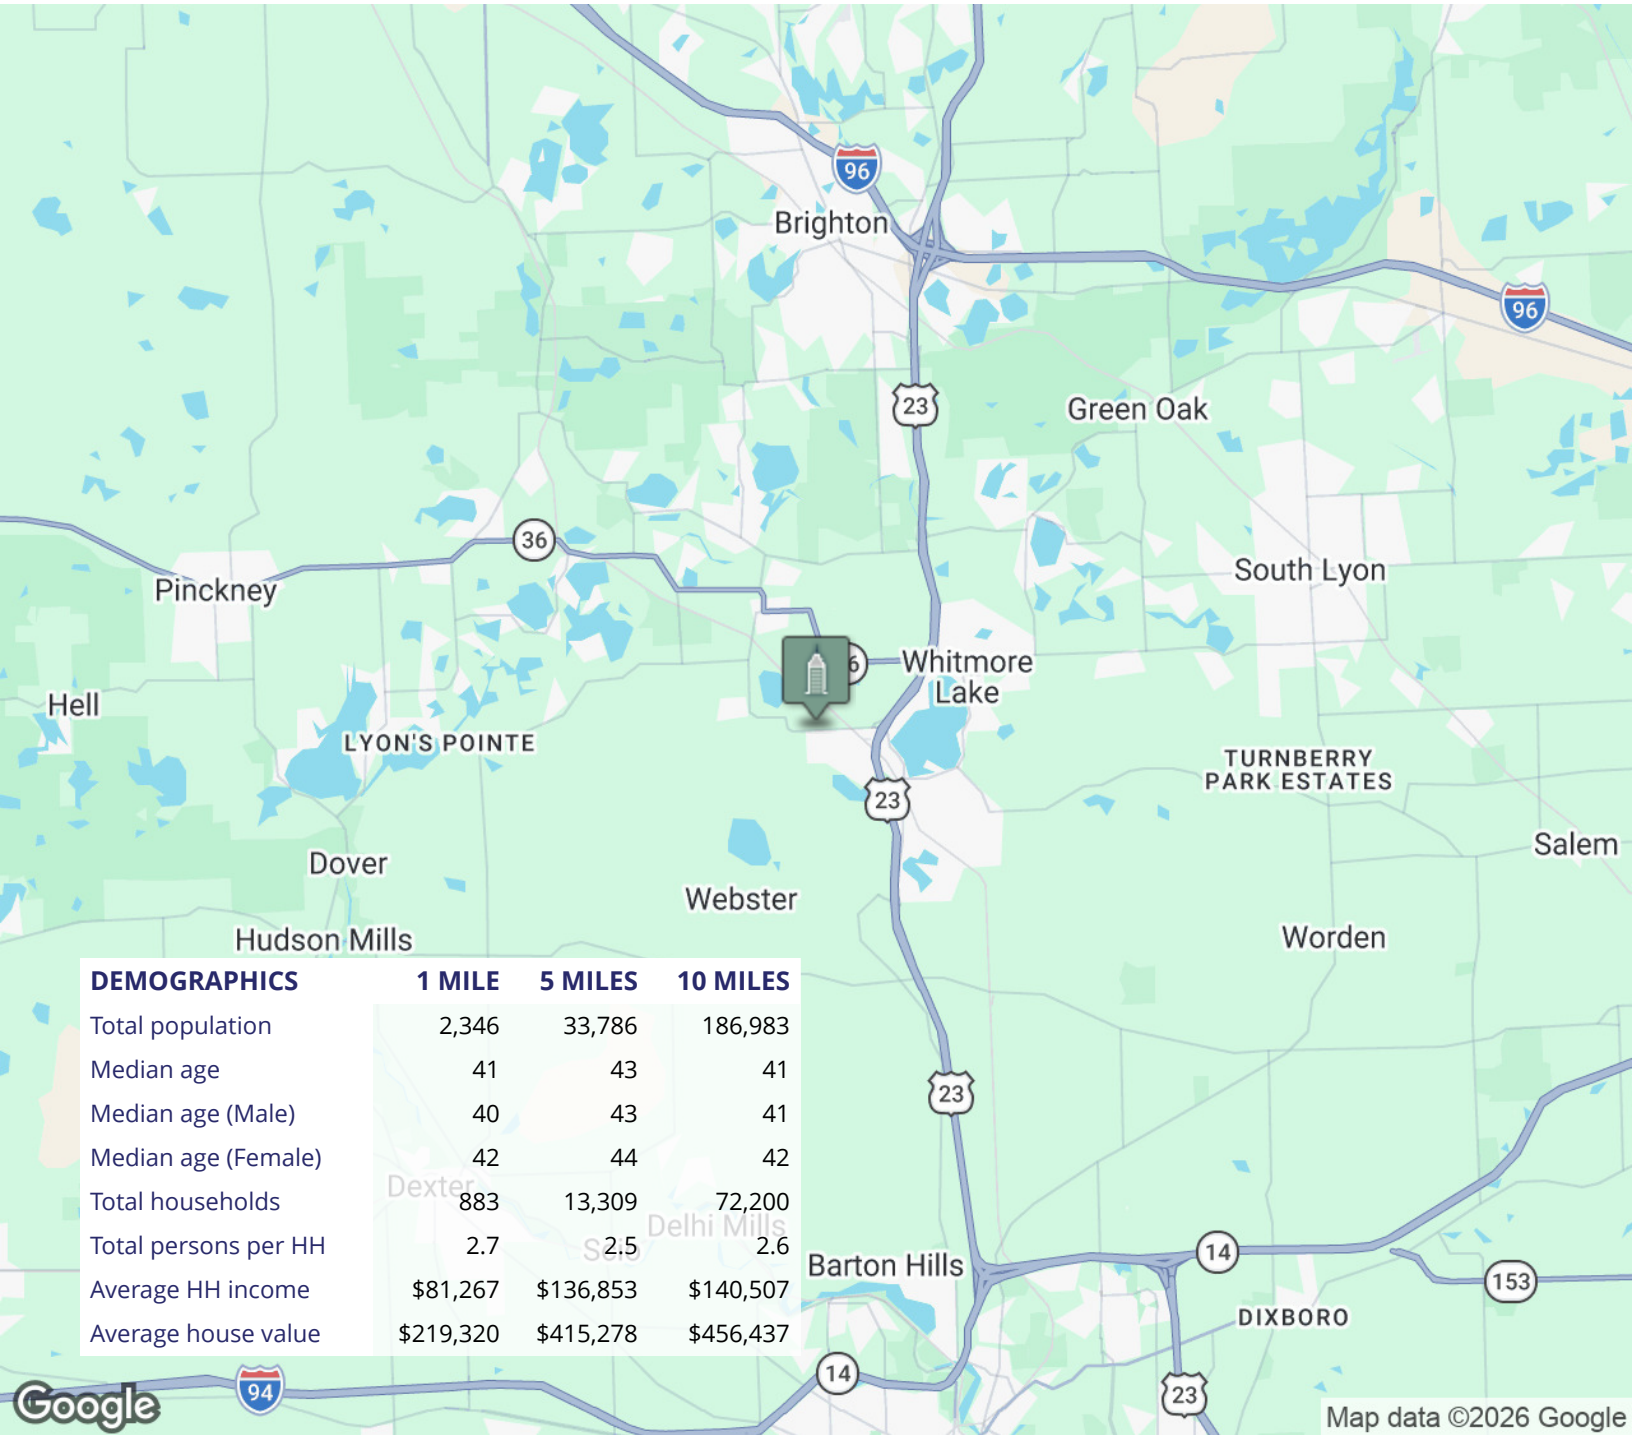 96
Brighton
96
23
Green Oak
36
South Lyon
Pinckney
6
Whitmore
Lake
Hell
LYON'S POINTE
TURNBERRY
PARK ESTATES
23
Salem
Dover
Webster
Hudson Mills
Worden
DEMOGRAPHICS 1 MILE 5 MILES 10 MILES
Total population 2,346 33,786 186,983
Median age 41 43 41
Median age (Male) 40 43 41
Median age (Female) 42 44 42
Total households 883 13,309 72,200
Total persons per HH 2.7 2.5 2.6
Average HH income $81,267 $136,853 $140,507
Average house value $219,320 $415,278 $456,437
23
Dexter
Delhi Mills
Scio
Barton Hills
14
153
DIXBORO
14
94
23
Google
Map data ©2026 Google